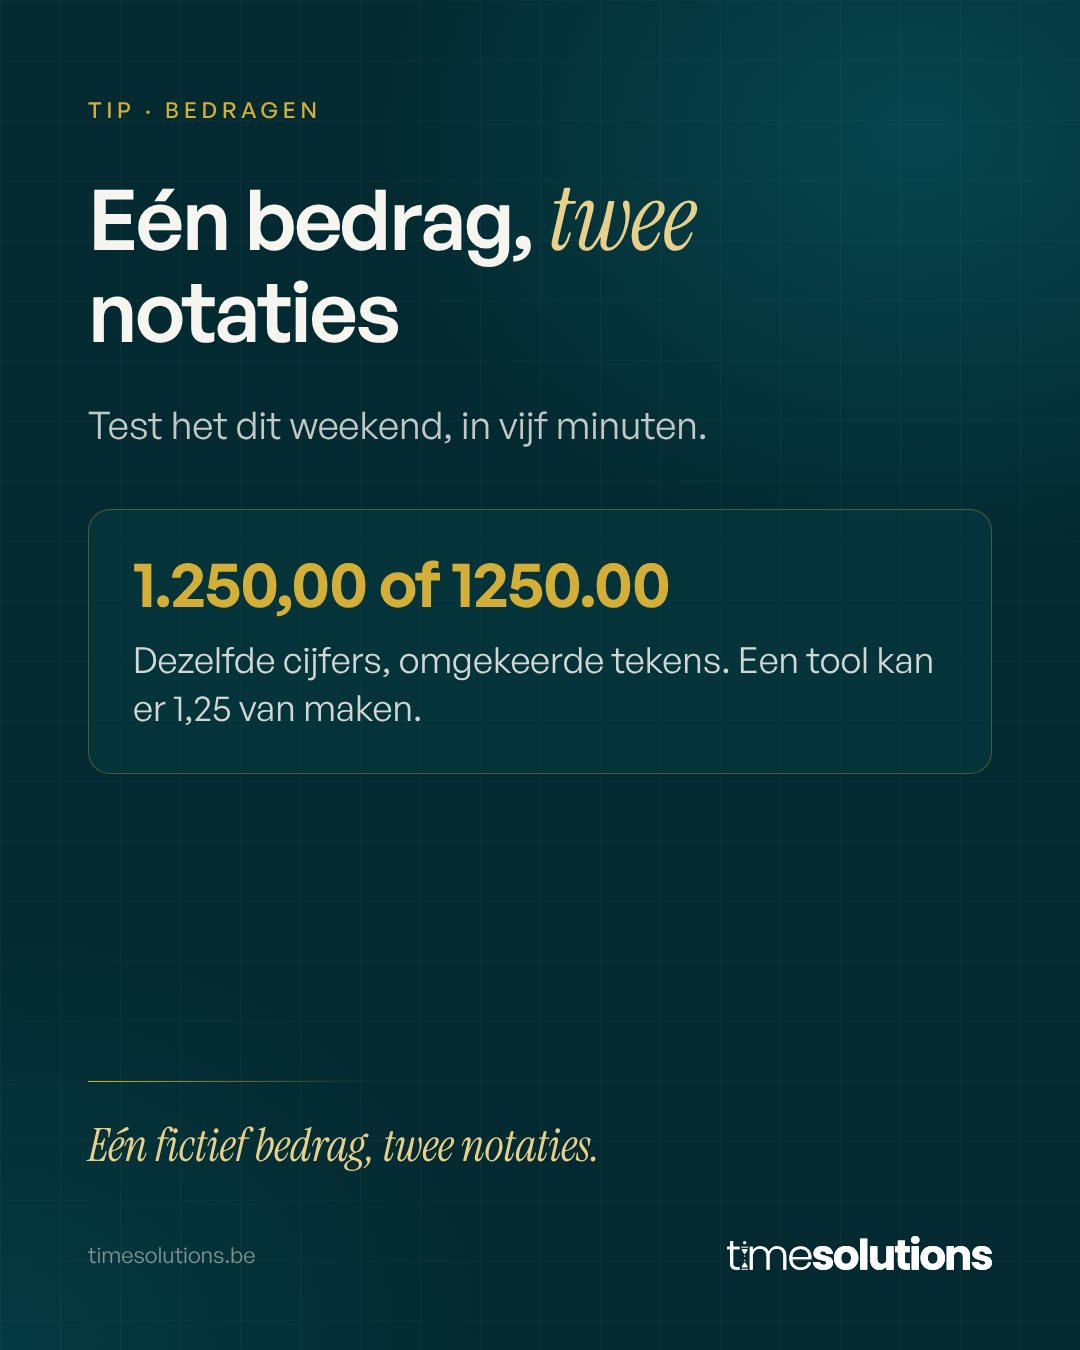 TIP · BEDRAGEN
Eén bedrag, twee
notaties
Test het dit weekend, in vijf minuten.
1.250,00 of 1250.00
Dezelfde cijfers, omgekeerde tekens. Een tool kan
er 1,25 van maken.
Eén fictief bedrag, twee notaties.
timesolutions.be
timesolutions